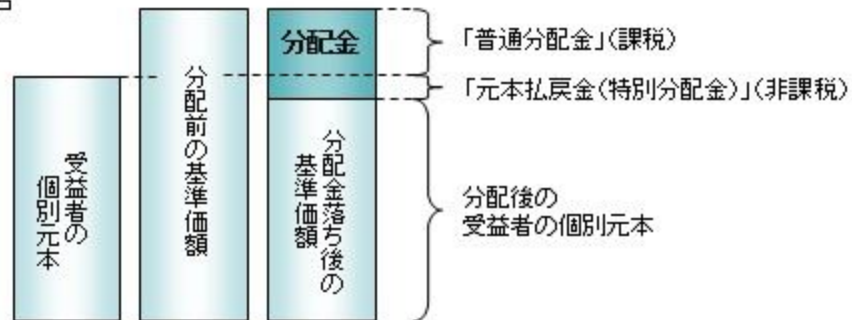 受益者の
個別元本
分配前の基準価額
分配金
分配金落ち後の
基準価額
「普通分配金」(課税)
「元本払戻金(特別分配金)」(非課税)
分配後の
受益者の個別元本